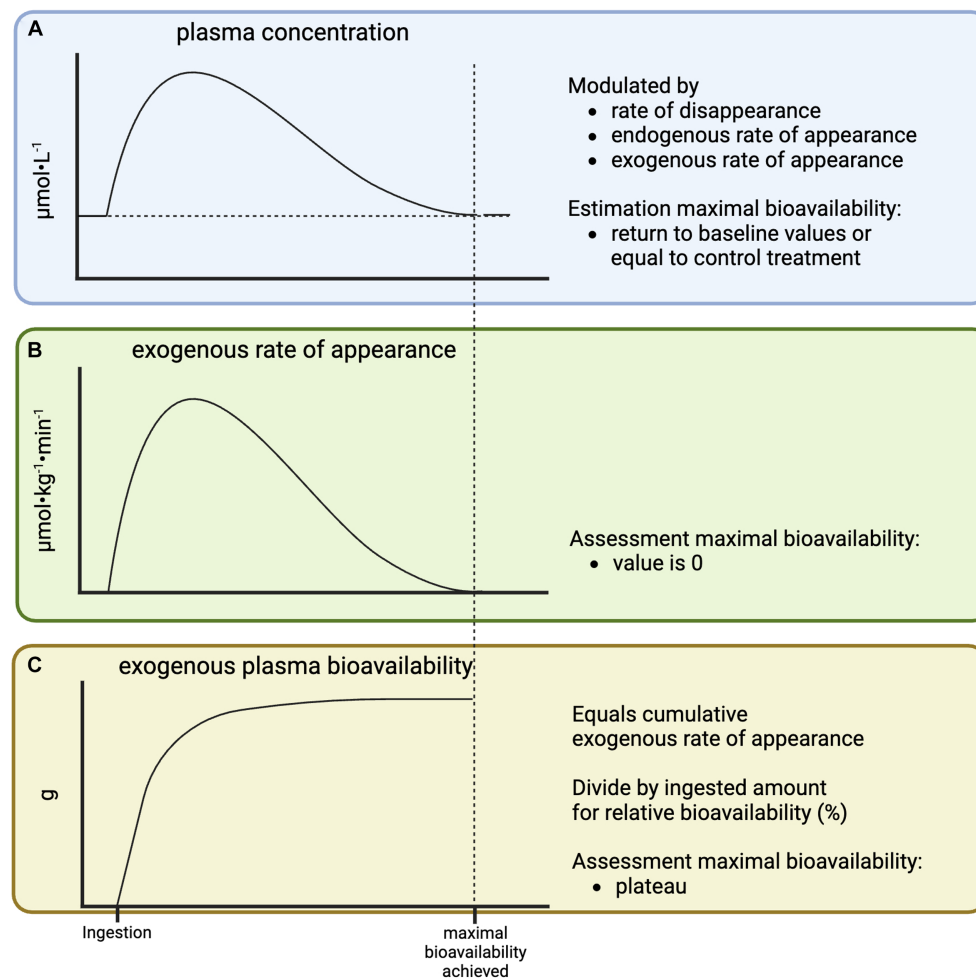 A
plasma concentration
µmol•L⁻¹
Modulated by
• rate of disappearance
• endogenous rate of appearance
• exogenous rate of appearance
Estimation maximal bioavailability:
• return to baseline values or
equal to control treatment
B
exogenous rate of appearance
µmol•kg⁻¹•min⁻¹
Assessment maximal bioavailability:
• value is 0
C
exogenous plasma bioavailability
g
Equals cumulative
exogenous rate of appearance
Divide by ingested amount
for relative bioavailability (%)
Assessment maximal bioavailability:
• plateau
Ingestion
maximal
bioavailability
achieved